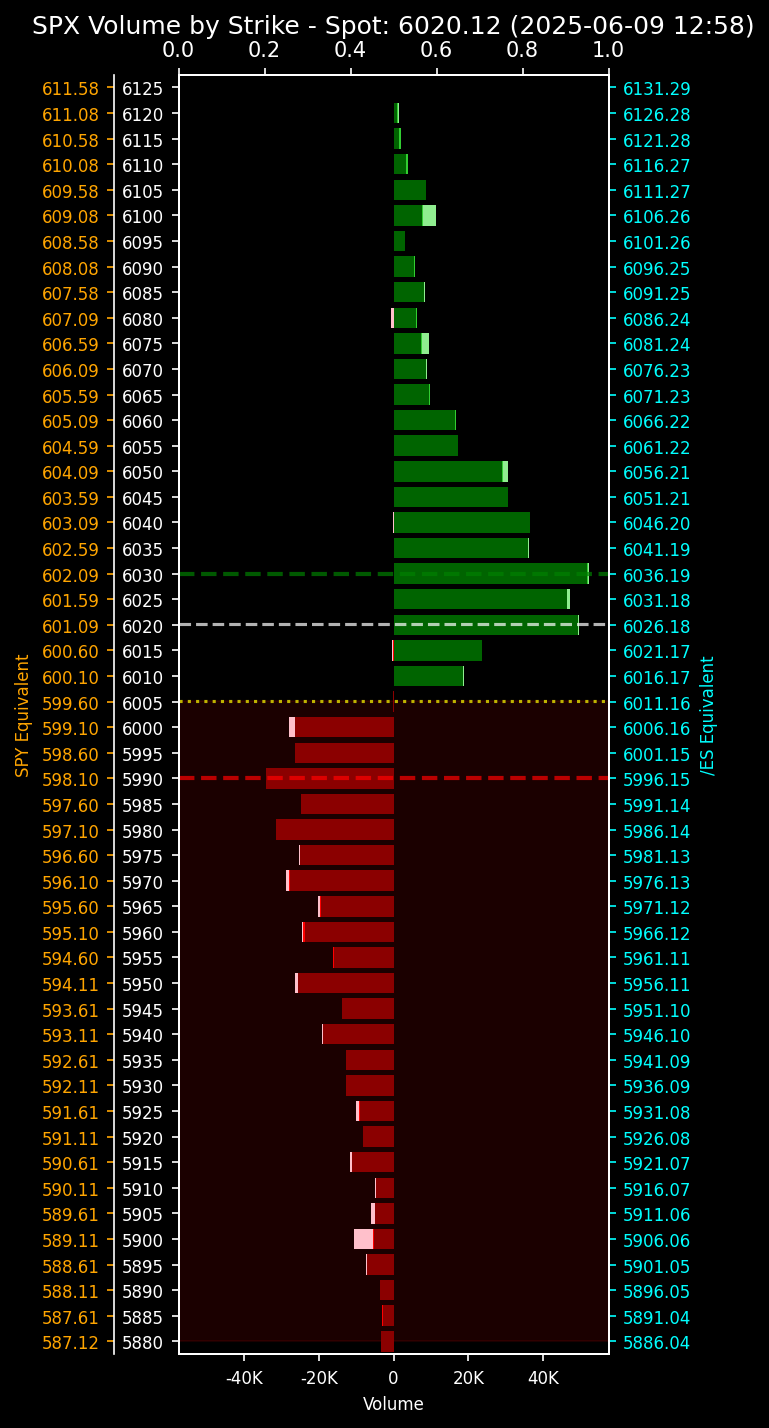 SPX Volume by Strike - Spot: 6020.12 (2025-06-09 12:58)
0.0 0.2 0.4 0.6 0.8 1.0
611.58 6125 6131.29
611.08 6120 6126.28
610.58 6115 6121.28
610.08 6110 6116.27
609.58 6105 6111.27
609.08 6100 6106.26
608.58 6095 6101.26
608.08 6090 6096.25
607.58 6085 6091.25
607.09 6080 6086.24
606.59 6075 6081.24
606.09 6070 6076.23
605.59 6065 6071.23
605.09 6060 6066.22
604.59 6055 6061.22
604.09 6050 6056.21
603.59 6045 6051.21
603.09 6040 6046.20
602.59 6035 6041.19
602.09 6030 6036.19
601.59 6025 6031.18
601.09 6020 6026.18
600.60 6015 6021.17
600.10 6010 6016.17
599.60 6005 6011.16
599.10 6000 6006.16
598.60 5995 6001.15
598.10 5990 5996.15
597.60 5985 5991.14
597.10 5980 5986.14
596.60 5975 5981.13
596.10 5970 5976.13
595.60 5965 5971.12
595.10 5960 5966.12
594.60 5955 5961.11
594.11 5950 5956.11
593.61 5945 5951.10
593.11 5940 5946.10
592.61 5935 5941.09
592.11 5930 5936.09
591.61 5925 5931.08
591.11 5920 5926.08
590.61 5915 5921.07
590.11 5910 5916.07
589.61 5905 5911.06
589.11 5900 5906.06
588.61 5895 5901.05
588.11 5890 5896.05
587.61 5885 5891.04
587.12 5880 5886.04
SPY Equivalent
/ES Equivalent
-40K -20K 0 20K 40K
Volume